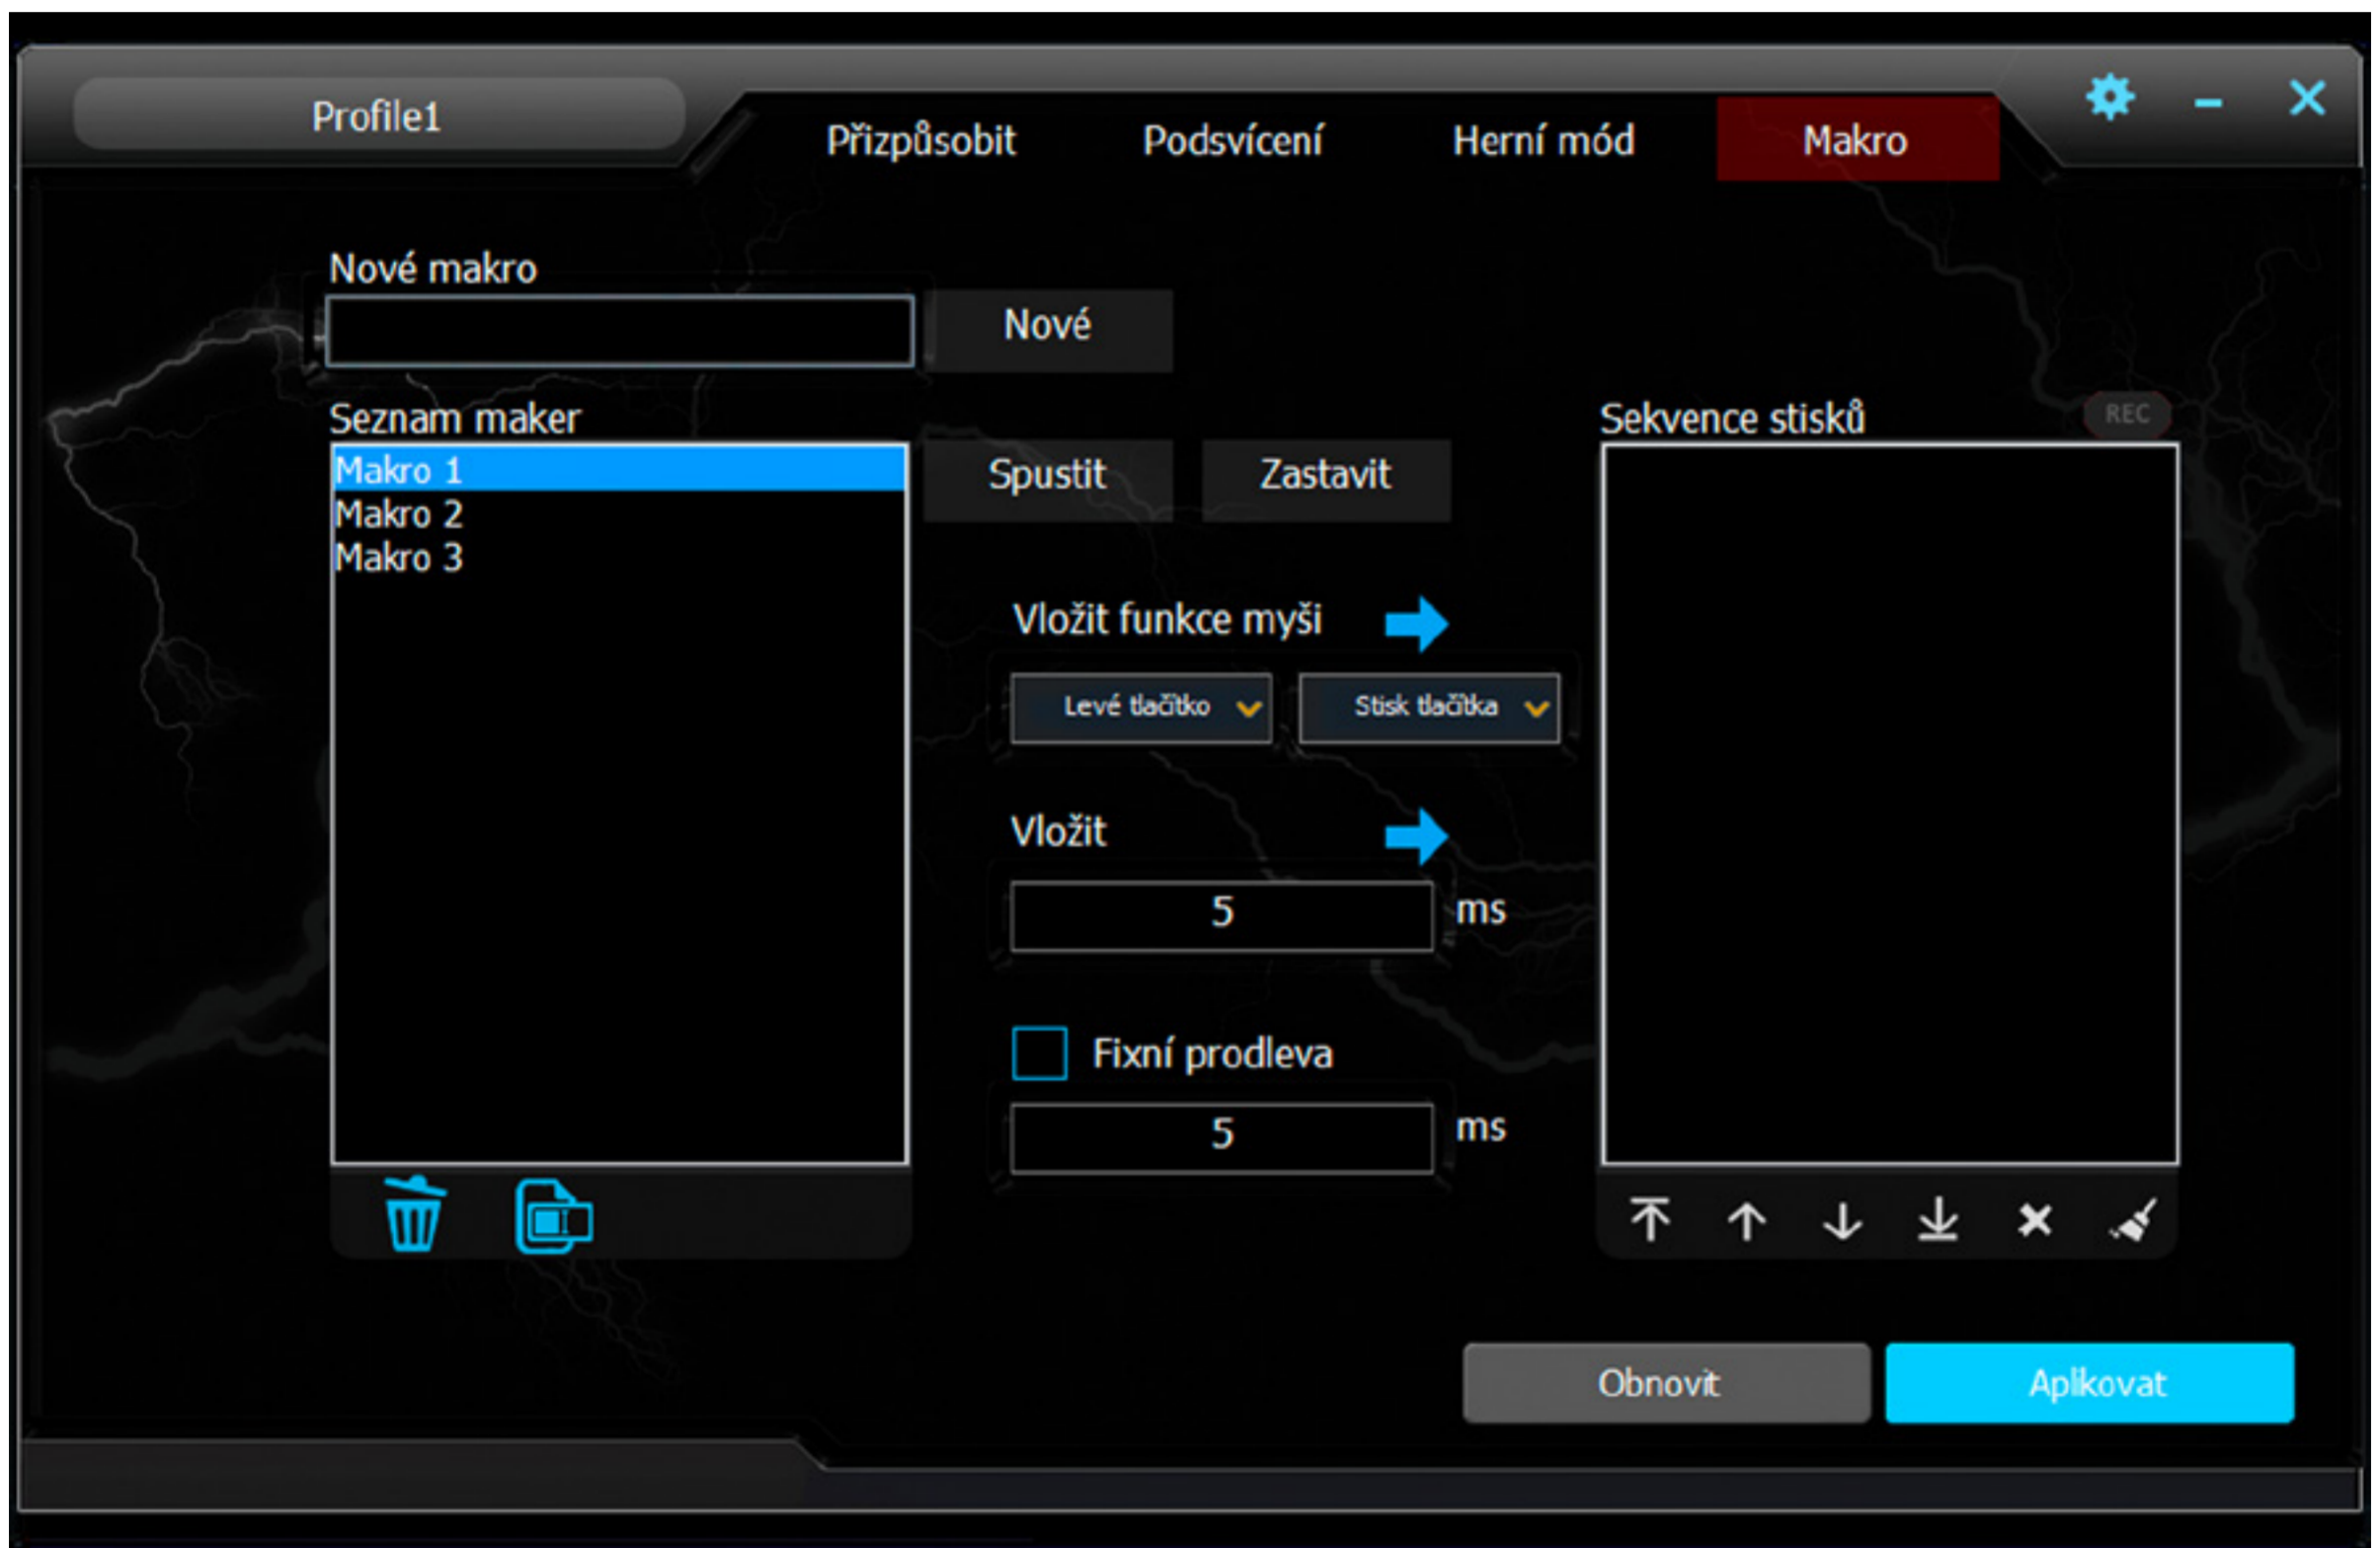 Profile1
Přizpůsobit
Podsvícení
Herní mód
Makro
Nové makro
Nové
Seznam maker
Makro 1
Makro 2
Makro 3
Spustit
Zastavit
Vložit funkce myši
Levé tlačítko
Stisk tlačítka
Vložit
5 ms
Fixní prodleva
5 ms
Sekvence stisků
REC
Obnovit
Aplikovat